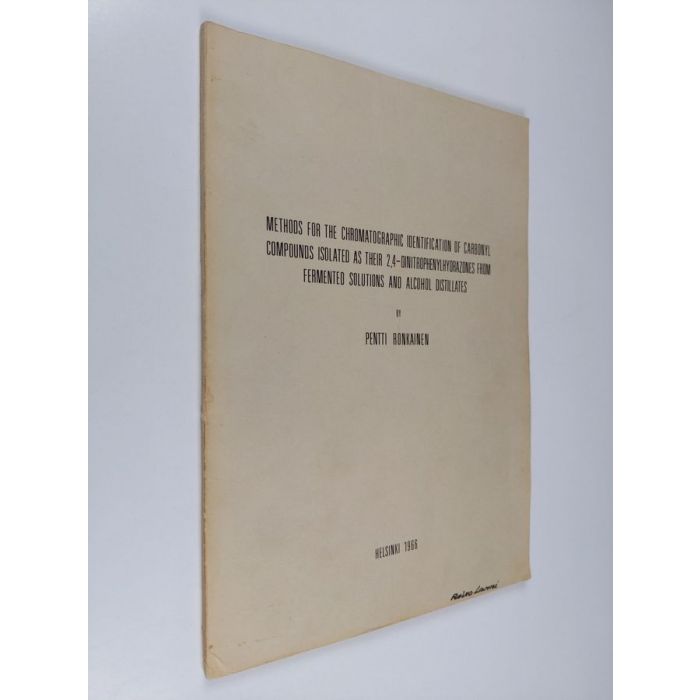 METHODS FOR THE CHROMATOGRAPHIC IDENTIFICATION OF CARBONYL
COMPOUNDS ISOLATED AS THEIR 2,4-DINITROPHENYLHYDRAZONES FROM
FERMENTED SOLUTIONS AND ALCOHOL DISTILLATES
BY
PENTTI RONKAINEN
HELSINKI 1966